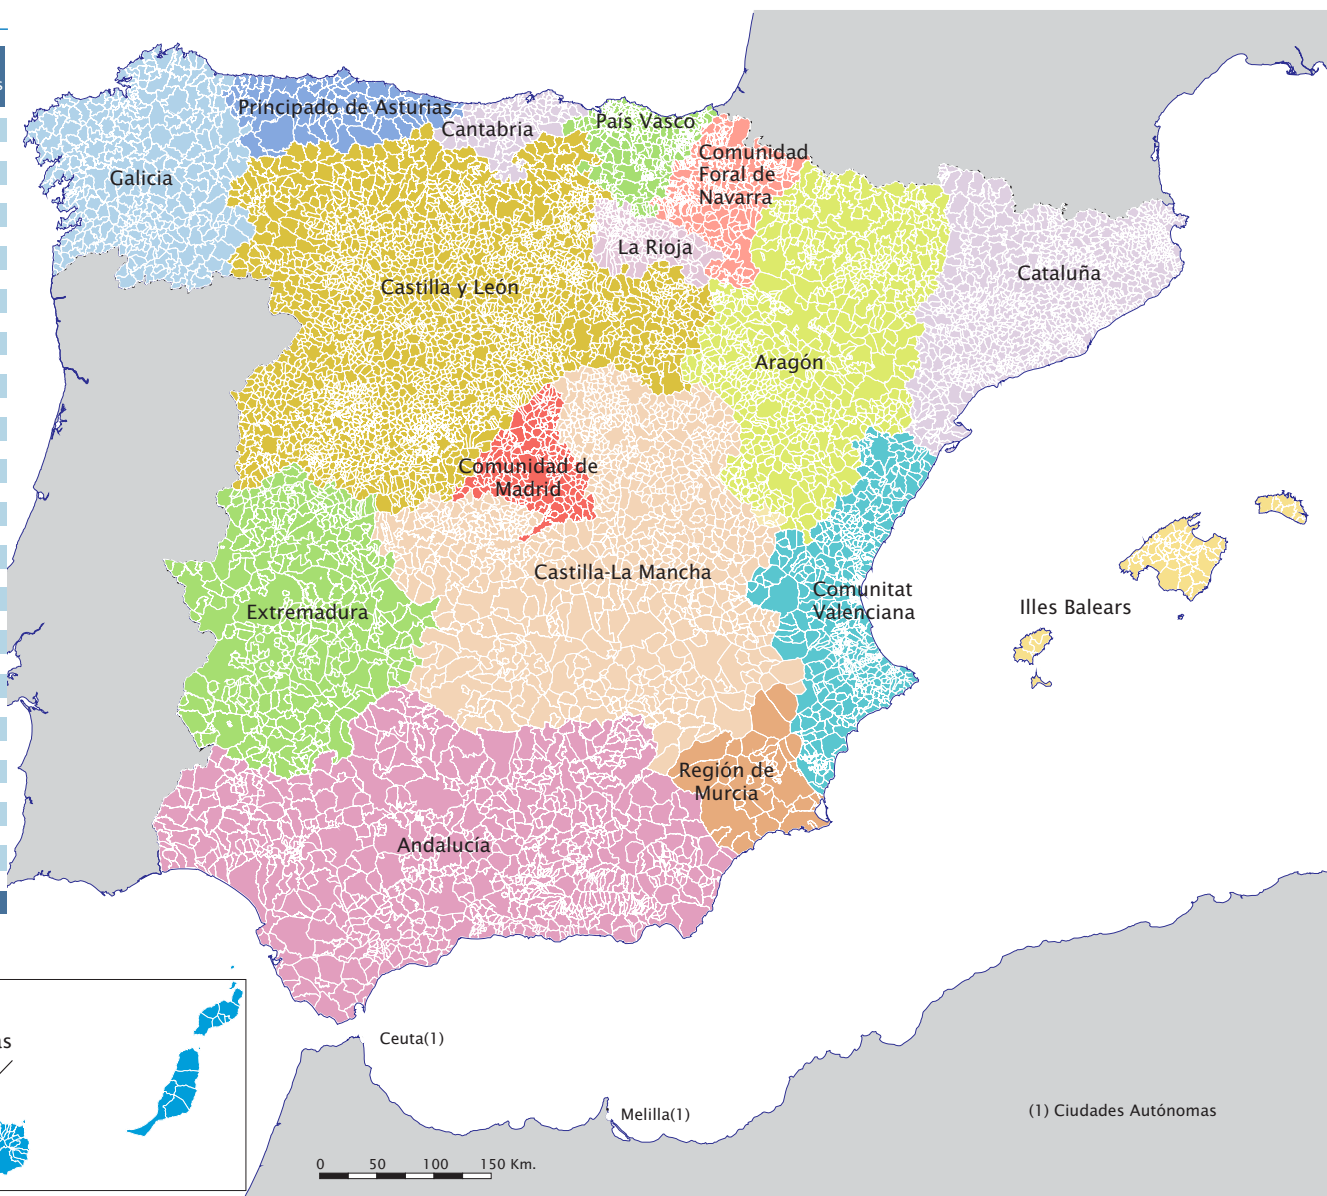 Principado de Asturias
Cantabria
País Vasco
Comunidad
Foral de
Navarra
Galicia
La Rioja
Cataluña
Castilla y León
Aragón
Comunidad de
Madrid
Castilla-La Mancha
Comunitat
Valenciana
Illes Balears
Extremadura
Región de
Murcia
Andalucía
Ceuta(1)
Melilla(1)
(1) Ciudades Autónomas
0 50 100 150 Km.